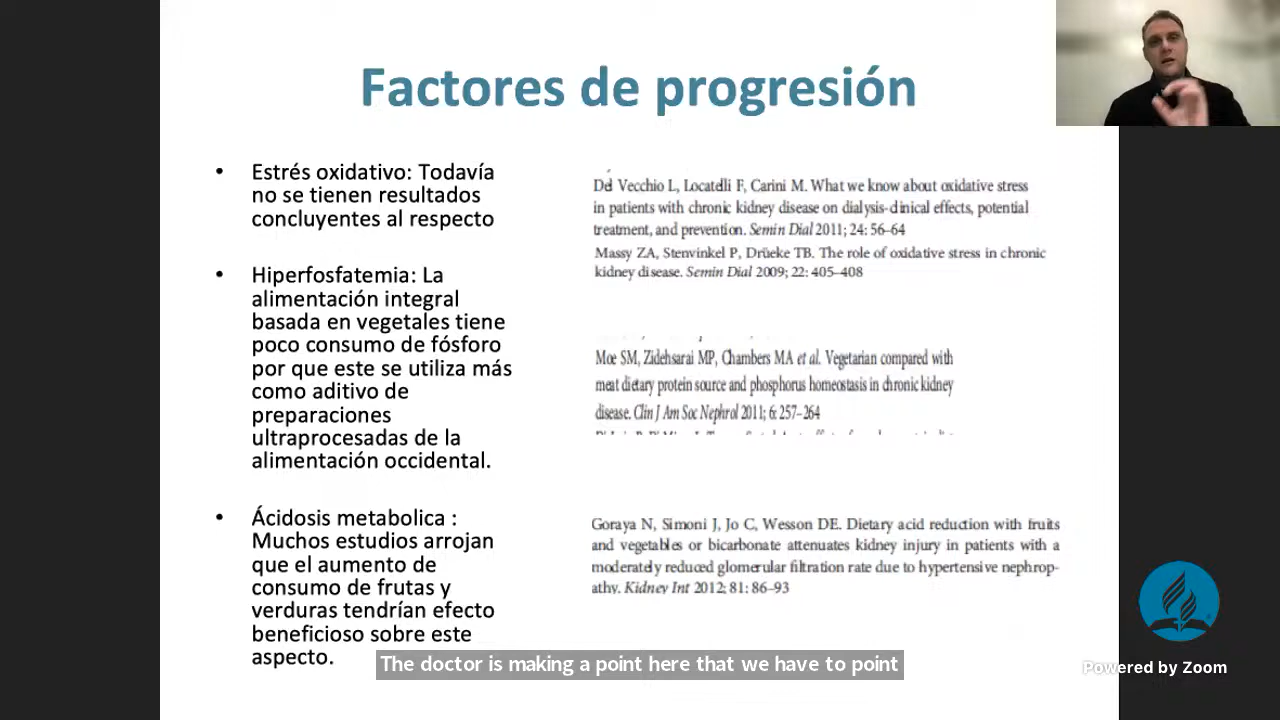 Factores de progresión
• Estrés oxidativo: Todavía
no se tienen resultados
concluyentes al respecto
• Hiperfosfatemia: La
alimentación integral
basada en vegetales tiene
poco consumo de fósforo
por que este se utiliza más
como aditivo de
preparaciones
ultraprocesadas de la
alimentación occidental.
• Ácidosis metabolica :
Muchos estudios arrojan
que el aumento de
consumo de frutas y
verduras tendrían efecto
beneficioso sobre este
aspecto.
Del Vecchio L, Locatelli F, Carini M. What we know about oxidative stress
in patients with chronic kidney disease on dialysis-clinical effects, potential
treatment, and prevention. Semin Dial 2011; 24: 56–64
Massy ZA, Stenvinkel P, Drüeke TB. The role of oxidative stress in chronic
kidney disease. Semin Dial 2009; 22: 405–408
Moe SM, Zidehsarai MP, Chambers MA et al. Vegetarian compared with
meat dietary protein source and phosphorus homeostasis in chronic kidney
disease. Clin J Am Soc Nephrol 2011; 6: 257–264
Goraya N, Simoni J, Jo C, Wesson DE. Dietary acid reduction with fruits
and vegetables or bicarbonate attenuates kidney injury in patients with a
moderately reduced glomerular filtration rate due to hypertensive nephrop-
athy. Kidney Int 2012; 81: 86–93
The doctor is making a point here that we have to point
Powered by Zoom